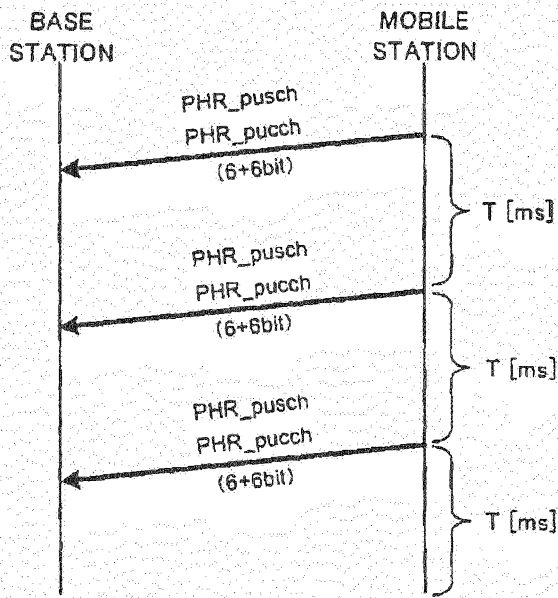 BASE
STATION
MOBILE
STATION
PHR_pusch
PHR_pucch
(6+6bit)
T [ms]
PHR_pusch
PHR_pucch
(6+6bit)
T [ms]
PHR_pusch
PHR_pucch
(6+6bit)
T [ms]